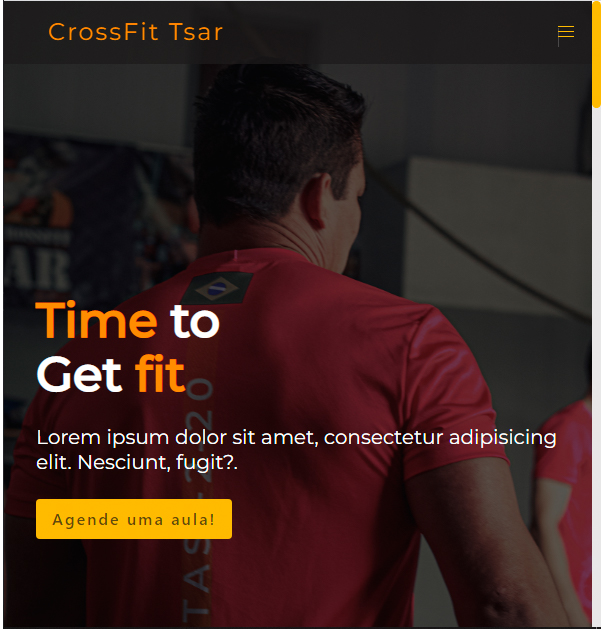 CrossFit Tsar
AR
Time to
Get fit
Lorem ipsum dolor sit amet, consectetur adipisicing
elit. Nesciunt, fugit?.
Agende uma aula!